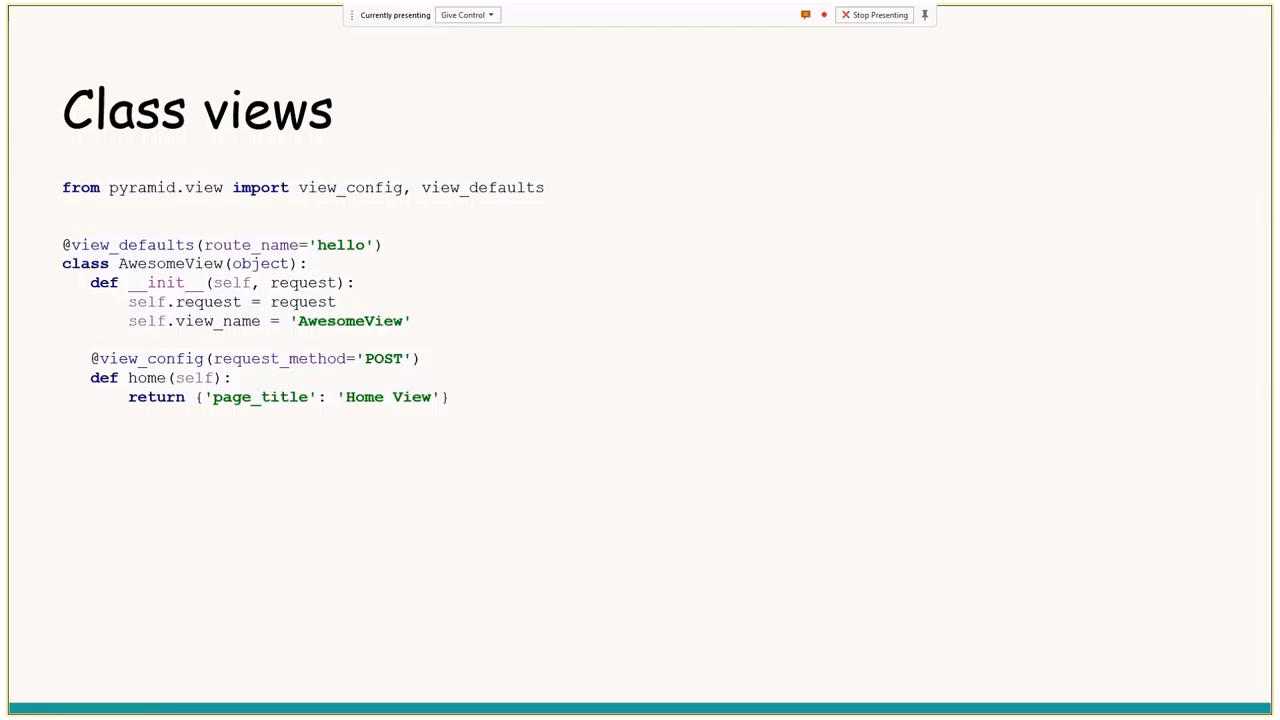 Currently presenting Give Control Stop Presenting
Class views
from pyramid.view import view_config, view_defaults
@view_defaults(route_name='hello')
class AwesomeView(object):
    def __init__(self, request):
        self.request = request
        self.view_name = 'AwesomeView'
    @view_config(request_method='POST')
    def home(self):
        return {'page_title': 'Home View'}